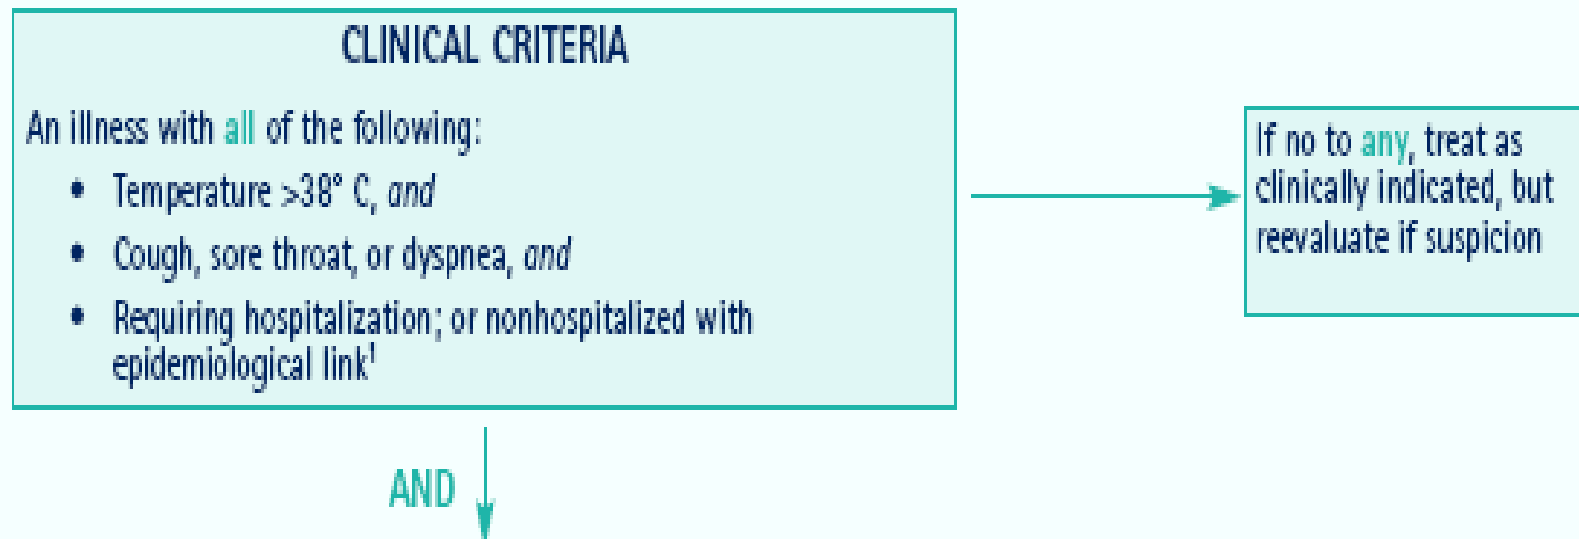 CLINICAL CRITERIA
An illness with all of the following:
• Temperature >38° C, and
• Cough, sore throat, or dyspnea, and
• Requiring hospitalization; or nonhospitalized with
epidemiological link¹
If no to any, treat as
clinically indicated, but
reevaluate if suspicion
AND